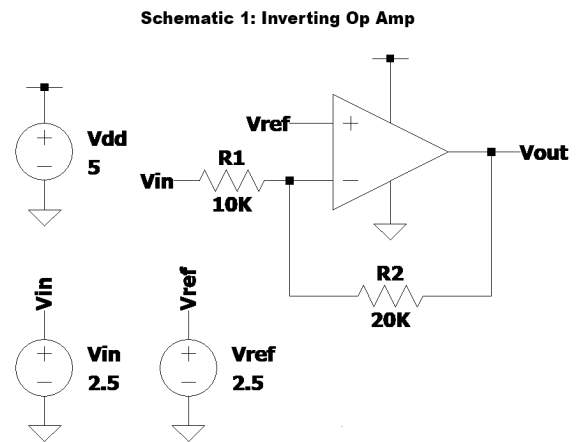 Schematic 1: Inverting Op Amp
Vdd
5
Vref
+
−
R1
Vin
10K
Vout
R2
20K
Vin
Vin
2.5
Vref
Vref
2.5